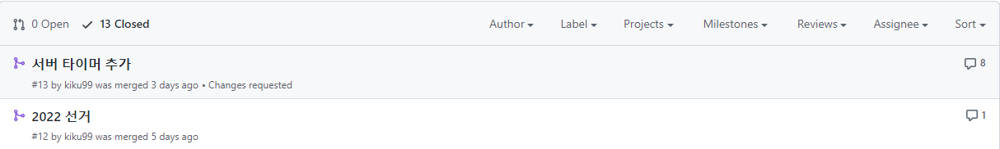 0 Open 13 Closed Author Label Projects Milestones Reviews Assignee Sort
서버 타이머 추가 8
#13 by kiku99 was merged 3 days ago • Changes requested
2022 선거 1
#12 by kiku99 was merged 5 days ago